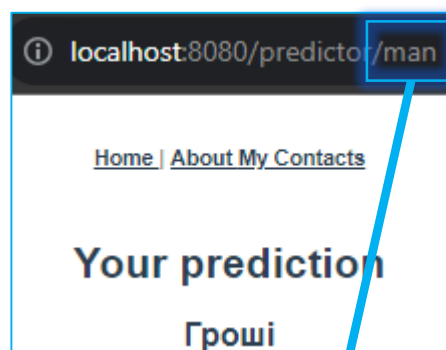 localhost:8080/predictor/man
Home | About My Contacts
Your prediction
Гроші